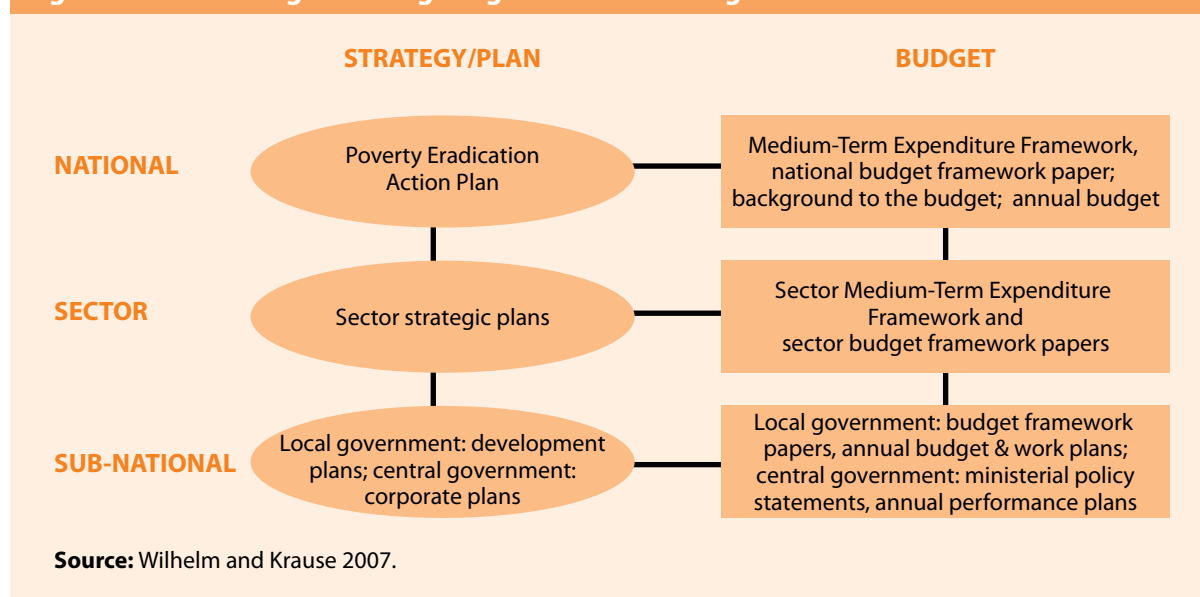 STRATEGY/PLAN
BUDGET
NATIONAL
Poverty Eradication
Action Plan
Medium-Term Expenditure Framework,
national budget framework paper;
background to the budget; annual budget
SECTOR
Sector strategic plans
Sector Medium-Term Expenditure
Framework and
sector budget framework papers
SUB-NATIONAL
Local government: development
plans; central government:
corporate plans
Local government: budget framework
papers, annual budget & work plans;
central government: ministerial policy
statements, annual performance plans
Source: Wilhelm and Krause 2007.